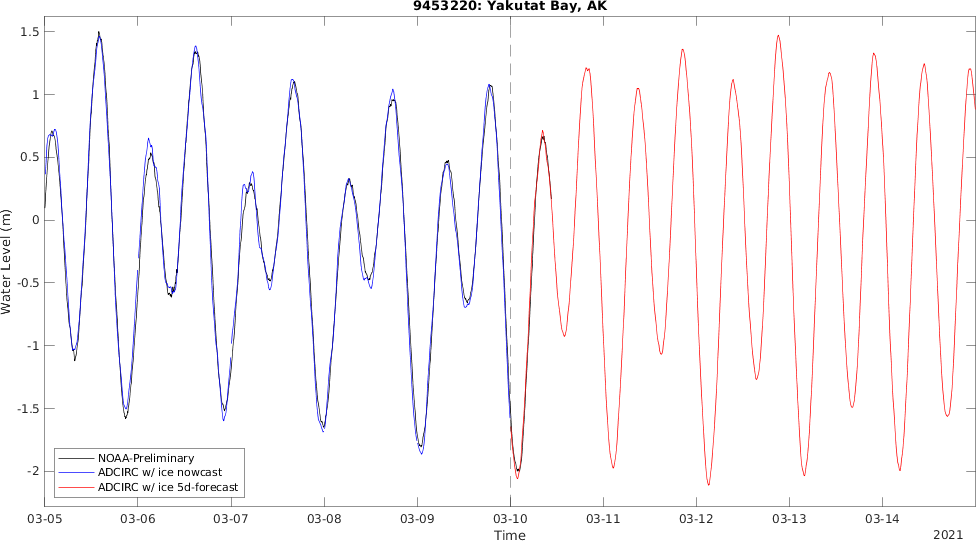 9453220: Yakutat Bay, AK
Water Level (m)
1.5
1
0.5
0
-0.5
-1
-1.5
-2
NOAA-Preliminary
ADCIRC w/ ice nowcast
ADCIRC w/ ice 5d-forecast
03-05 03-06 03-07 03-08 03-09 03-10 03-11 03-12 03-13 03-14
Time
2021